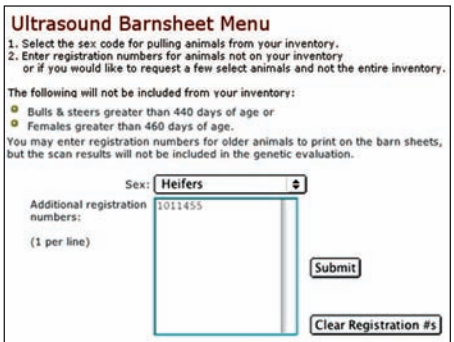 Ultrasound Barnsheet Menu
1. Select the sex code for pulling animals from your inventory.
2. Enter registration numbers for animals not on your inventory
or if you would like to request a few select animals and not the entire inventory.
The following will not be included from your inventory:
Bulls & steers greater than 440 days of age or
Females greater than 460 days of age.
You may enter registration numbers for older animals to print on the barn sheets,
but the scan results will not be included in the genetic evaluation.
Sex: Heifers
Additional registration numbers:
1011455
(1 per line)
Submit
Clear Registration #s